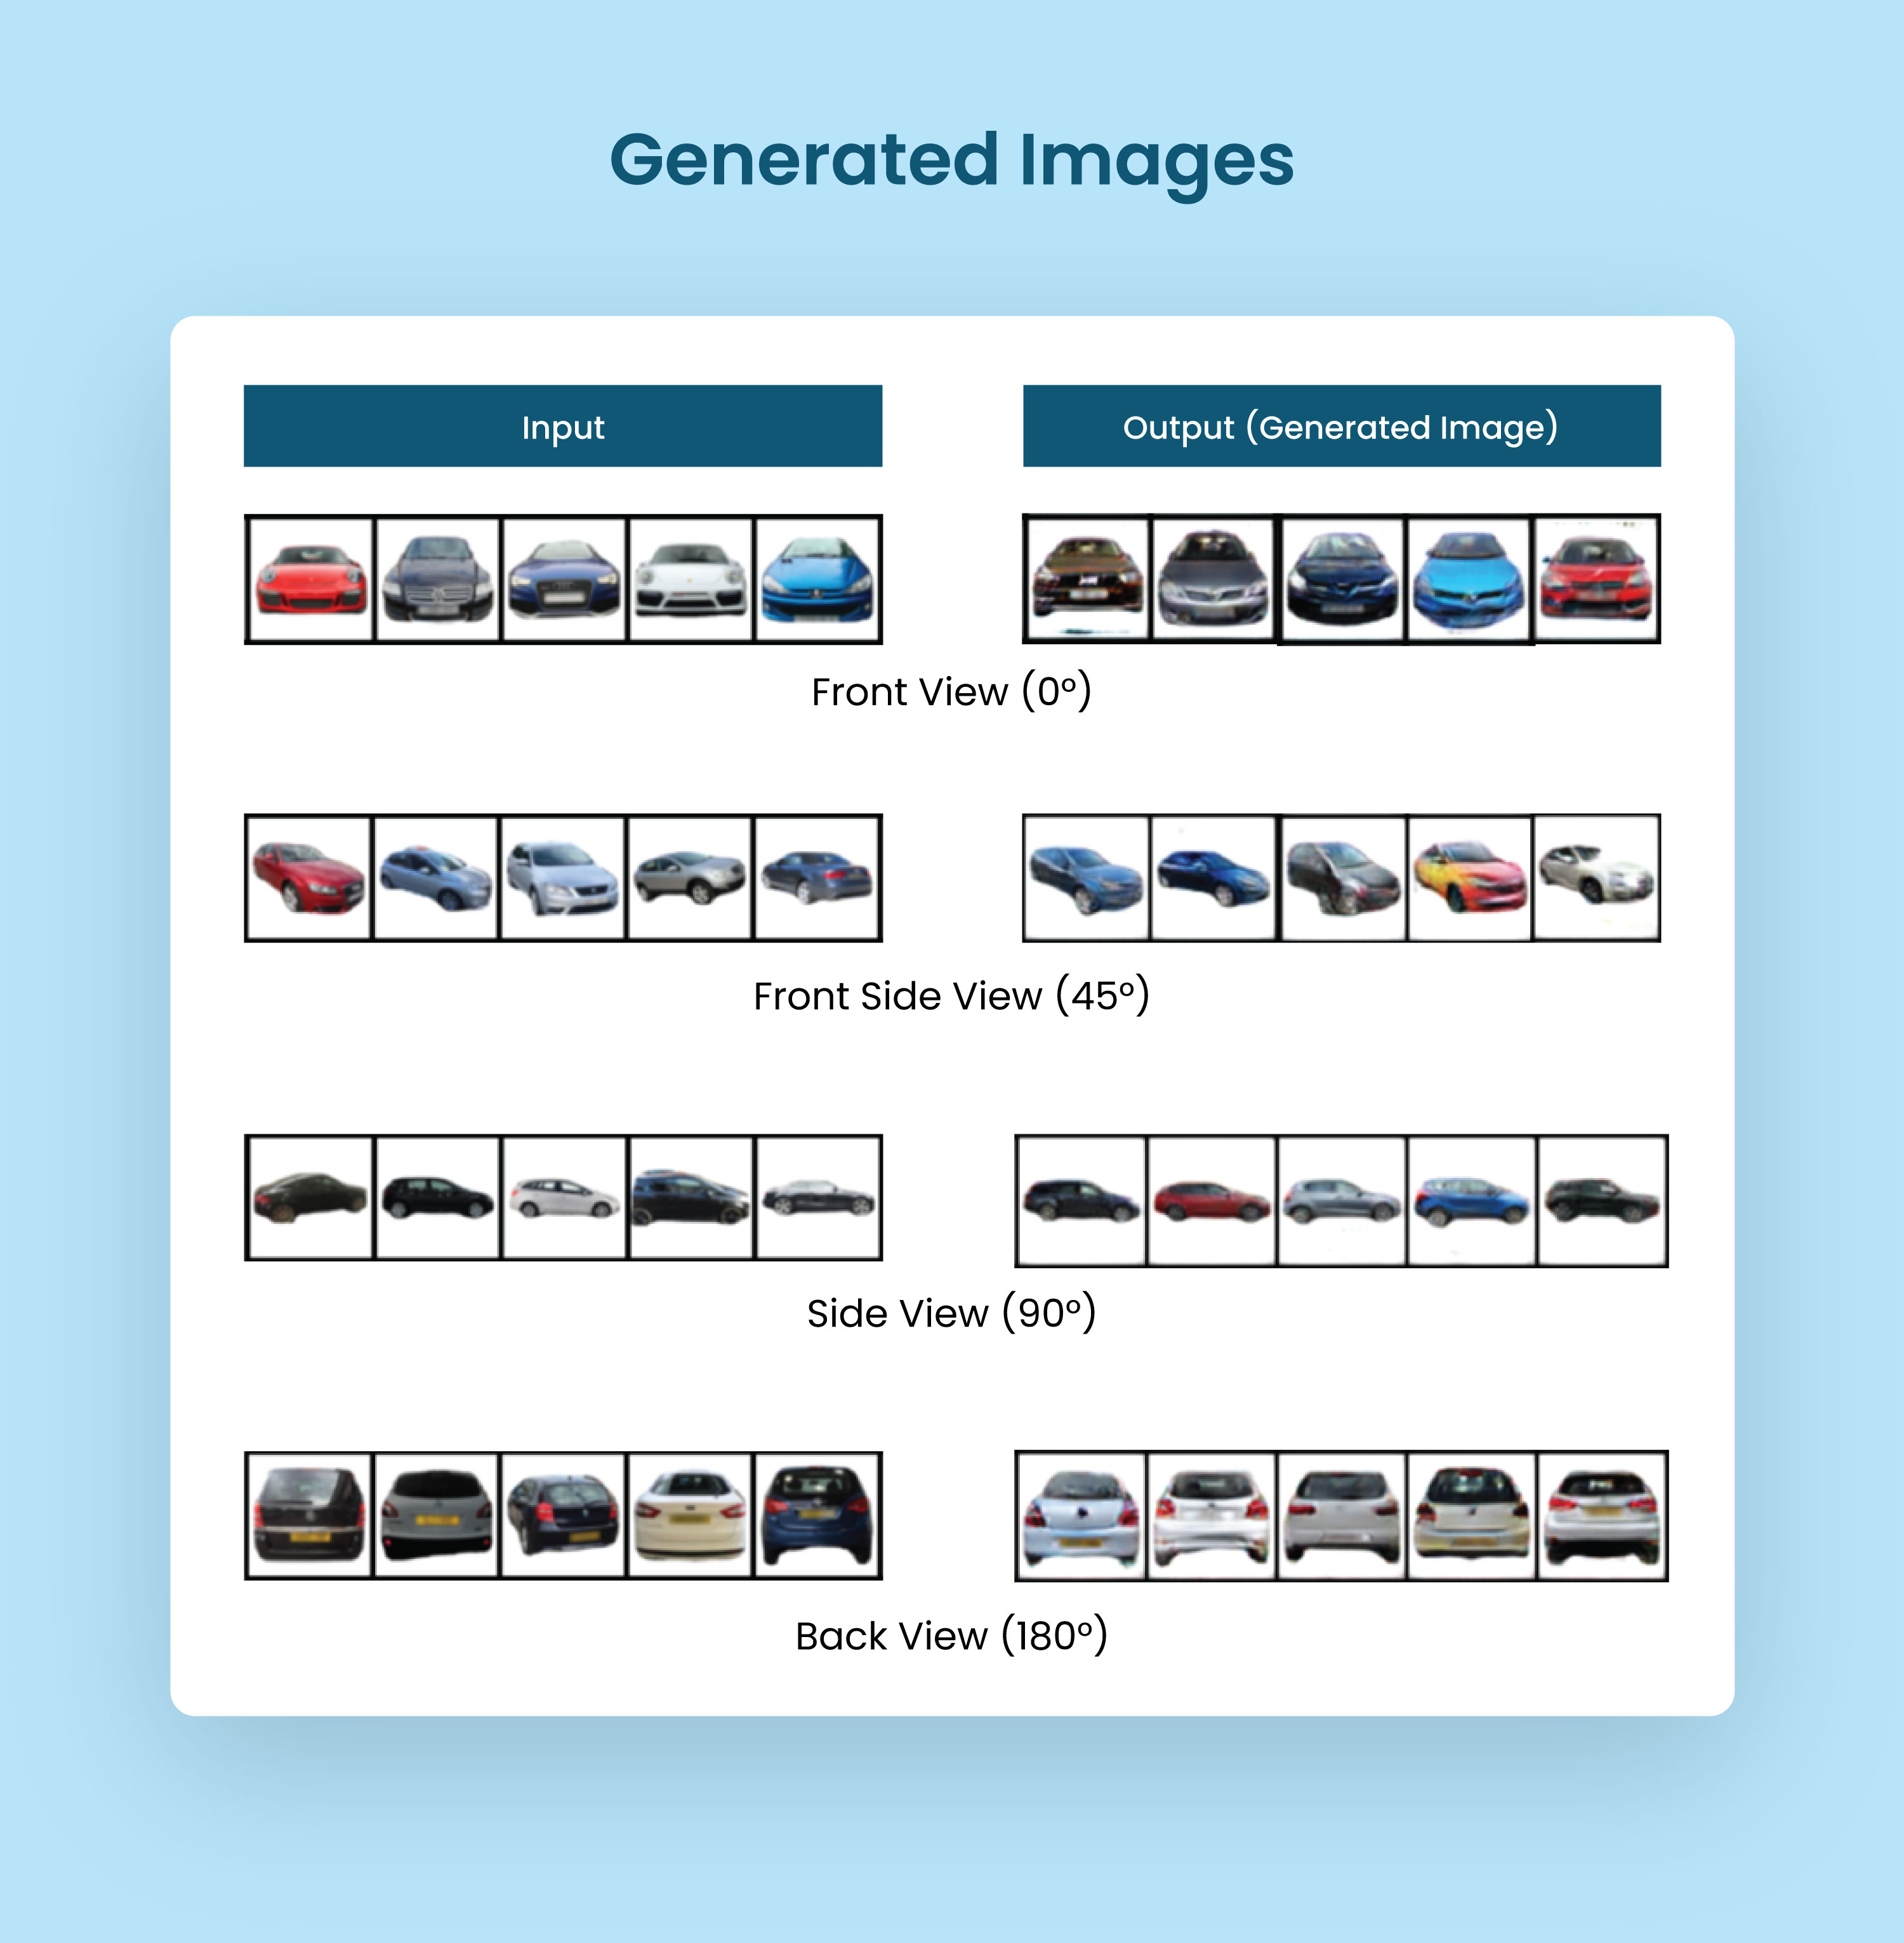 Generated Images
Input
Output (Generated Image)
Front View (0°)
Front Side View (45°)
Side View (90°)
Back View (180°)